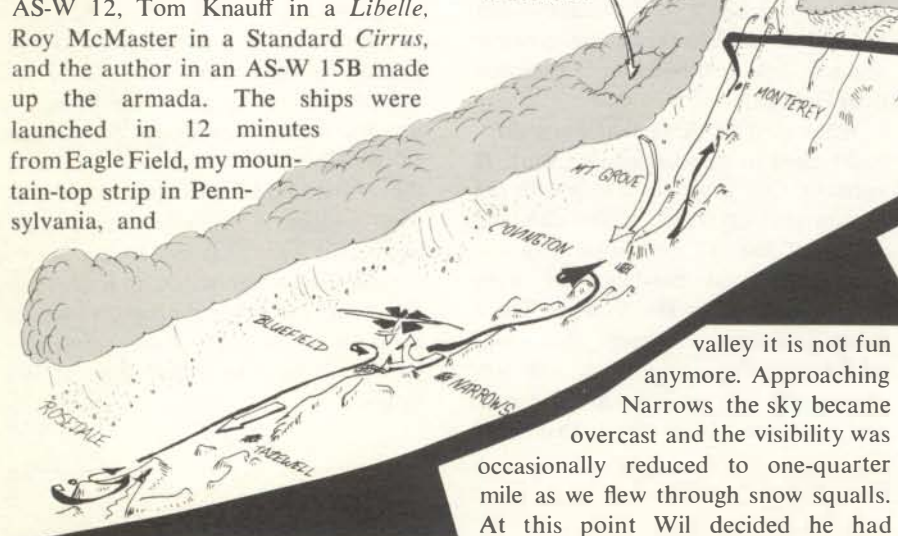 AS-W 12, Tom Knauff in a Libelle,
Roy McMaster in a Standard Cirrus,
and the author in an AS-W 15B made
up the armada. The ships were
launched in 12 minutes
from Eagle Field, my moun-
tain-top strip in Penn-
sylvania, and
MONTEREY
MT. GROVE
COVINGTON
BLUEFIELD
NARROWS
ROSEDALE
TAZEWELL
valley it is not fun
anymore. Approaching
Narrows the sky became
overcast and the visibility was
occasionally reduced to one-quarter
mile as we flew through snow squalls.
At this point Wil decided he had